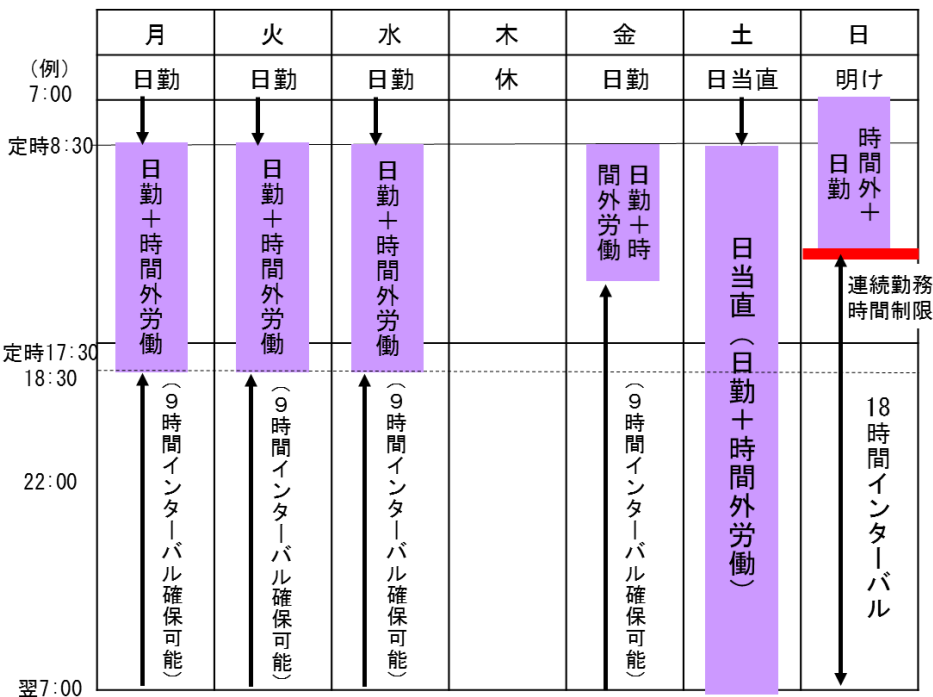 月 火 水 木 金 土 日
(例) 日勤 日勤 日勤 休 日勤 日当直 明け
7:00
定時8:30
日勤＋時間外労働
日勤＋時間外労働
日勤＋時間外労働
日勤＋時
間外労働
日当直（日勤＋時間外労働）
時間外＋
日勤
連続勤務
時間制限
定時17:30
18:30
22:00
翌7:00
（９時間インターバル確保可能）
（９時間インターバル確保可能）
（９時間インターバル確保可能）
（９時間インターバル確保可能）
18時間インターバル